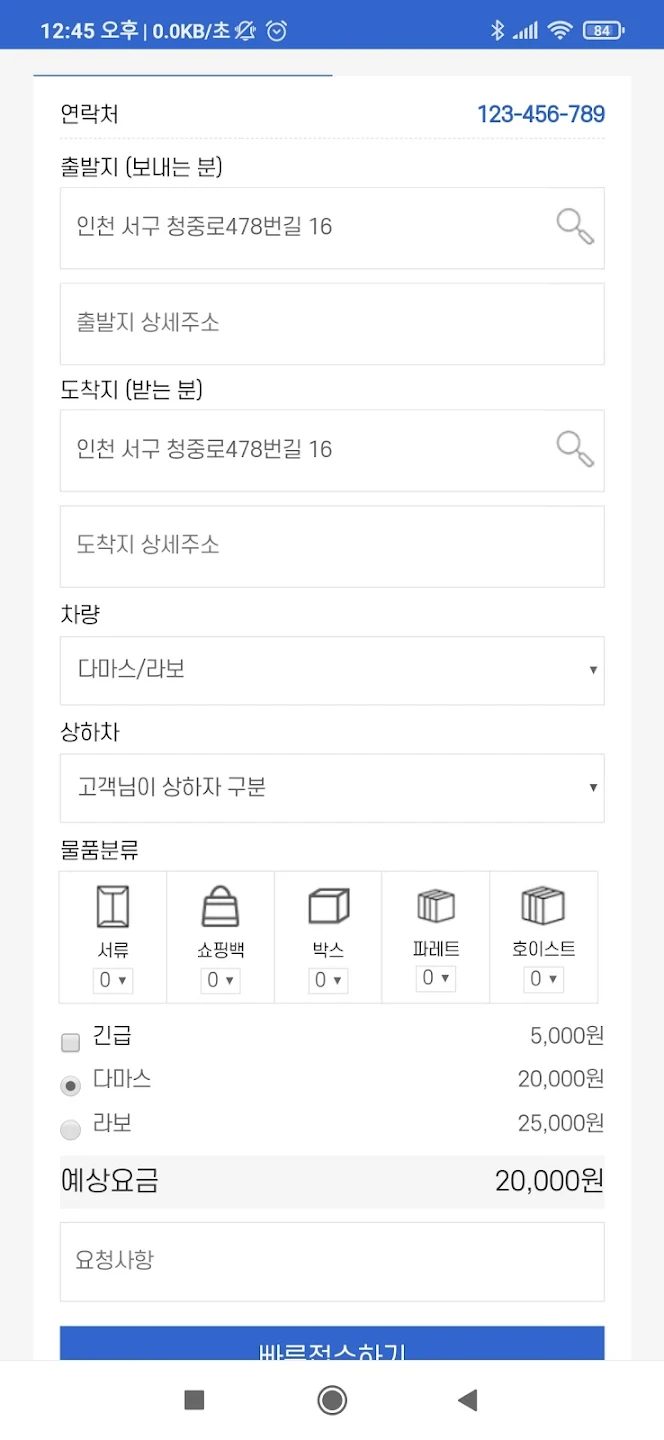 12:45 오후 | 0.0KB/초 84
연락처 123-456-789
출발지 (보내는 분)
인천 서구 청중로478번길 16
출발지 상세주소
도착지 (받는 분)
인천 서구 청중로478번길 16
도착지 상세주소
차량
다마스/라보
상하차
고객님이 상하자 구분
물품분류
서류 쇼핑백 박스 파레트 호이스트
0 0 0 0 0
긴급 5,000원
다마스 20,000원
라보 25,000원
예상요금 20,000원
요청사항
빠른접수하기